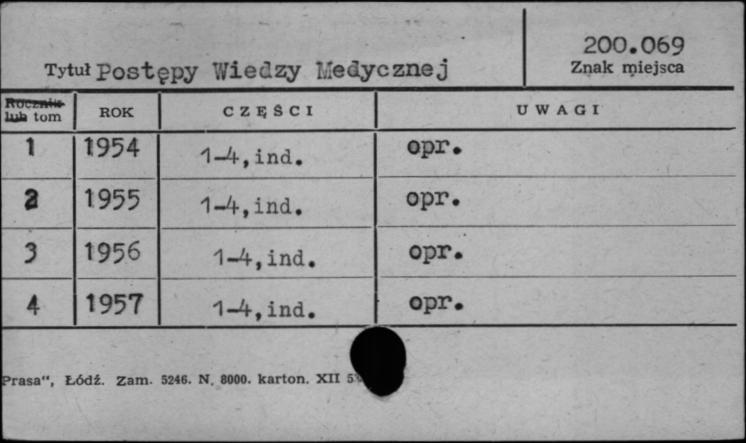 200.069
Tytuł Postępy Wiedzy Medycznej
Znak miejsca
Rocznik
lub tom ROK CZĘŚCI UWAGI
1 1954 1-4, ind. opr.
2 1955 1-4, ind. opr.
3 1956 1-4, ind. opr.
4 1957 1-4, ind. opr.
Prasa", Łódź. Zam. 5246. N. 8000. karton. XII